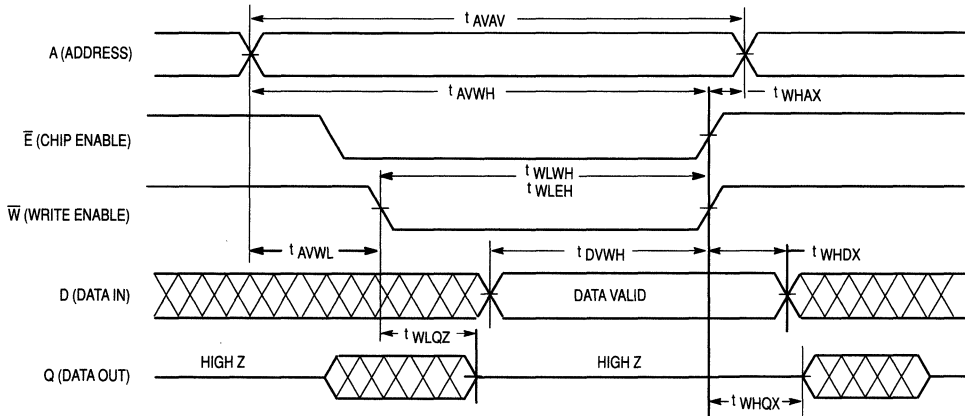 t AVAV
A (ADDRESS)
t AVWH
t WHAX
E (CHIP ENABLE)
t WLWH
t WLEH
W (WRITE ENABLE)
t AVWL
t DVWH
t WHDX
D (DATA IN)
DATA VALID
t WLQZ
Q (DATA OUT)
HIGH Z
HIGH Z
t WHQX